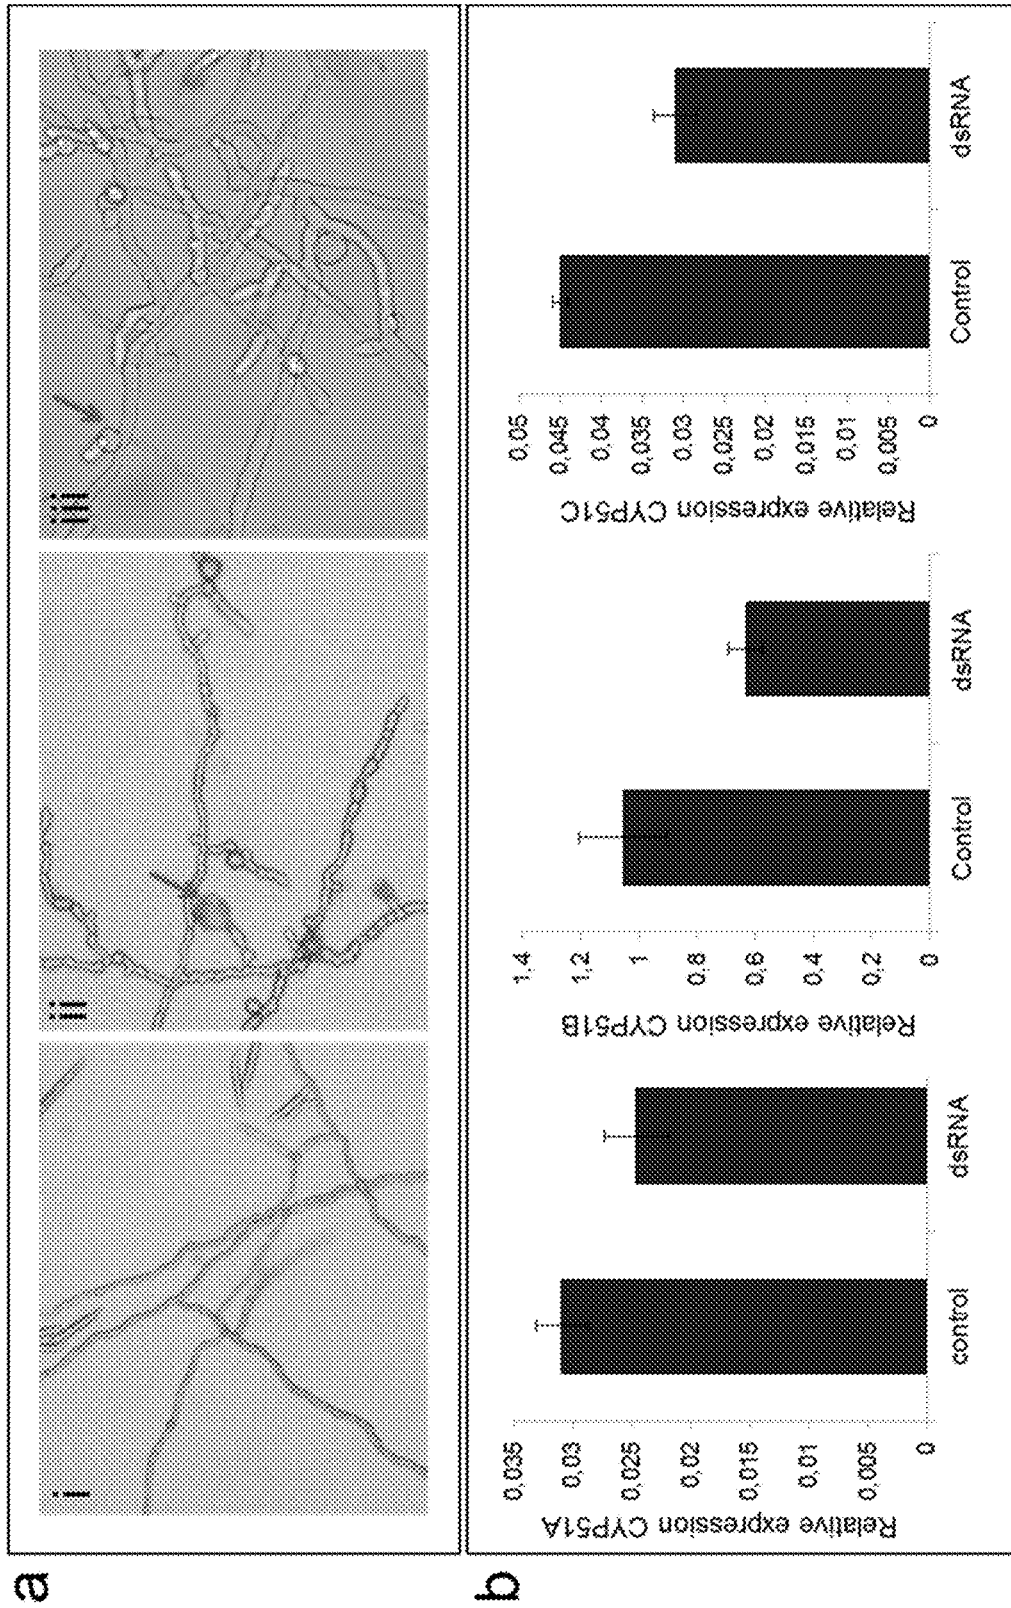 a
i
ii
iii
b
Relative expression CYP51A
0,035
0,03
0,025
0,02
0,015
0,01
0,005
0
control
dsRNA
Relative expression CYP51B
1,4
1,2
1
0,8
0,6
0,4
0,2
0
Control
dsRNA
Relative expression CYP51C
0,05
0,045
0,04
0,035
0,03
0,025
0,02
0,015
0,01
0,005
0
Control
dsRNA